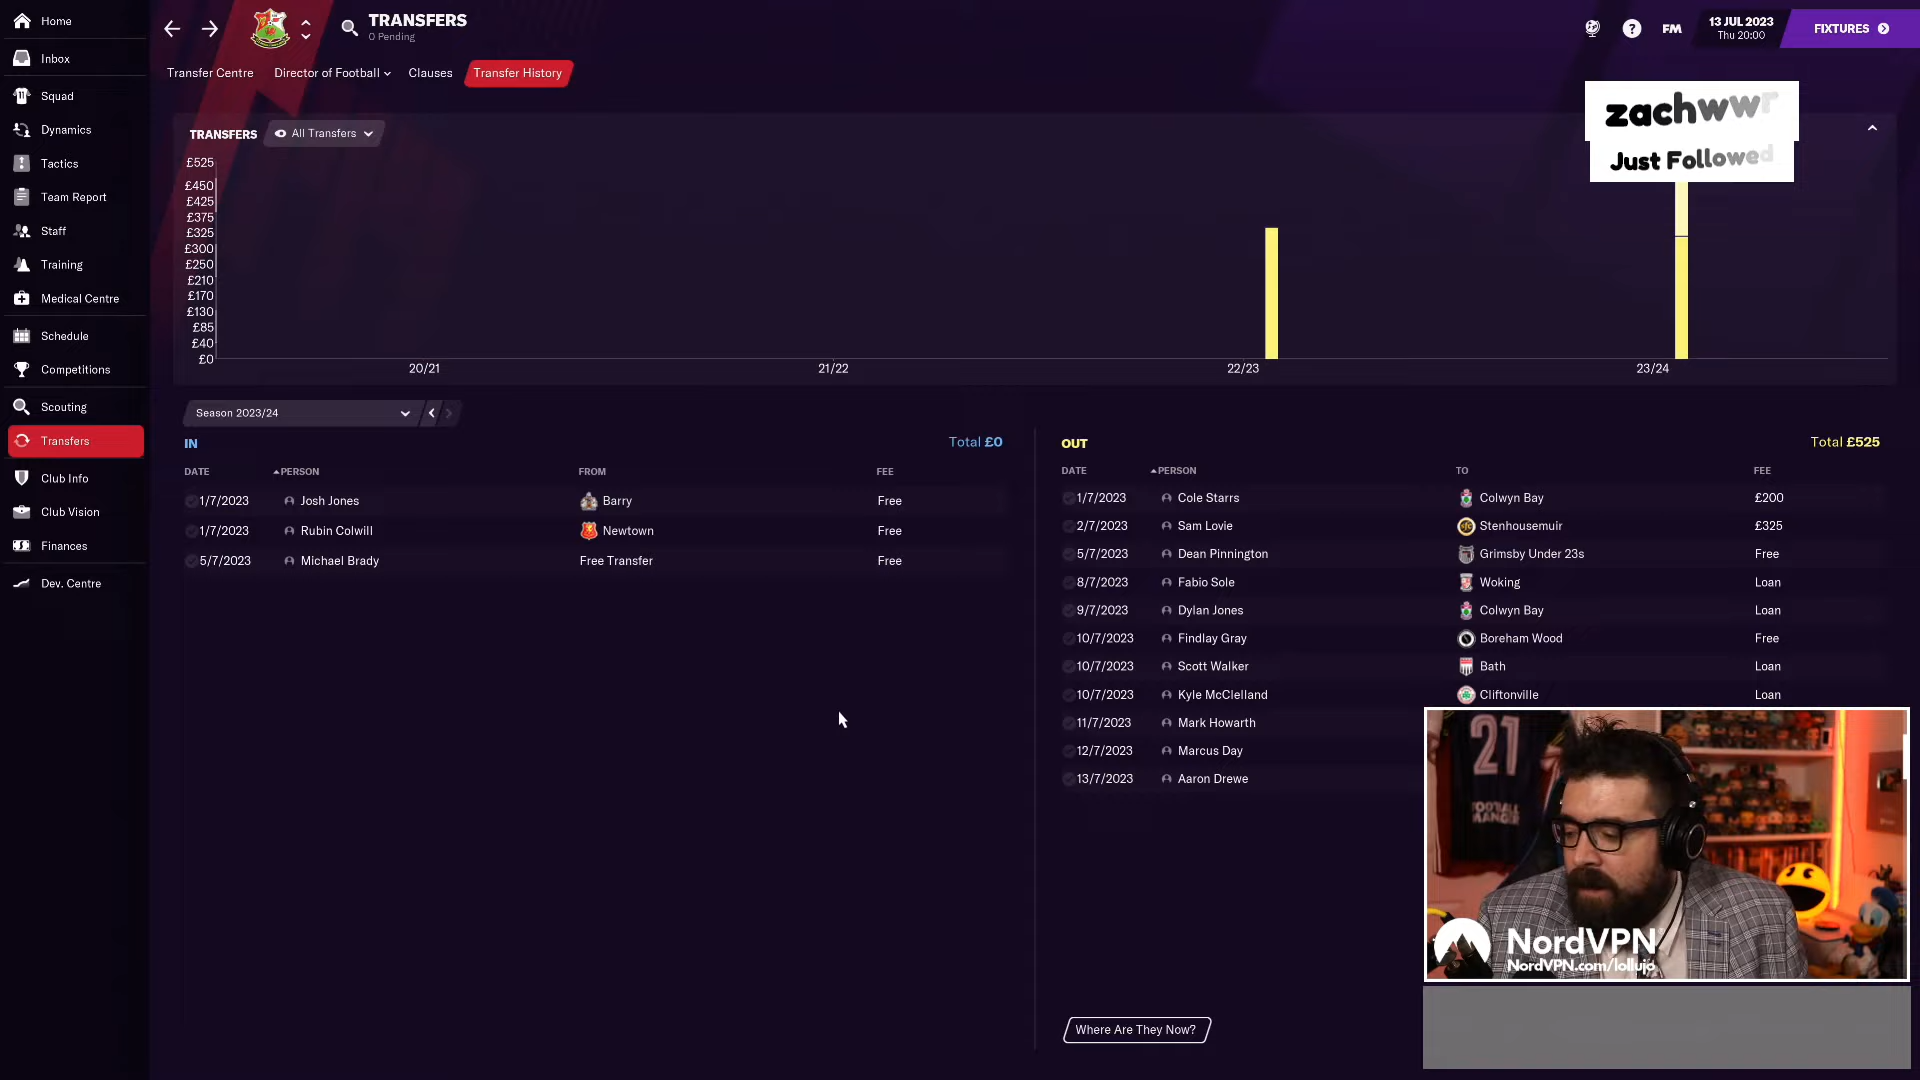 Home
Inbox
Squad
Dynamics
Tactics
Team Report
Staff
Training
Medical Centre
Schedule
Competitions
Scouting
Transfers
Club Info
Club Vision
Finances
Dev. Centre
TRANSFERS
0 Pending
FM
13 JUL 2023
Thu 20:00
FIXTURES
Transfer Centre Director of Football Clauses Transfer History
zachwwr
Just Followed
TRANSFERS All Transfers
£525
£450
£425
£375
£325
£300
£250
£210
£170
£130
£85
£40
£0
20/21 21/22 22/23 23/24
Season 2023/24
IN Total £0
DATE PERSON FROM FEE
1/7/2023 Josh Jones Barry Free
1/7/2023 Rubin Colwill Newtown Free
5/7/2023 Michael Brady Free Transfer Free
OUT Total £525
DATE PERSON TO FEE
1/7/2023 Cole Starrs Colwyn Bay £200
2/7/2023 Sam Lovie Stenhousemuir £325
5/7/2023 Dean Pinnington Grimsby Under 23s Free
8/7/2023 Fabio Sole Woking Loan
9/7/2023 Dylan Jones Colwyn Bay Loan
10/7/2023 Findlay Gray Boreham Wood Free
10/7/2023 Scott Walker Bath Loan
10/7/2023 Kyle McClelland Cliftonville Loan
11/7/2023 Mark Howarth
12/7/2023 Marcus Day
13/7/2023 Aaron Drewe
Where Are They Now?
21
NordVPN
NordVPN.com/lollujo